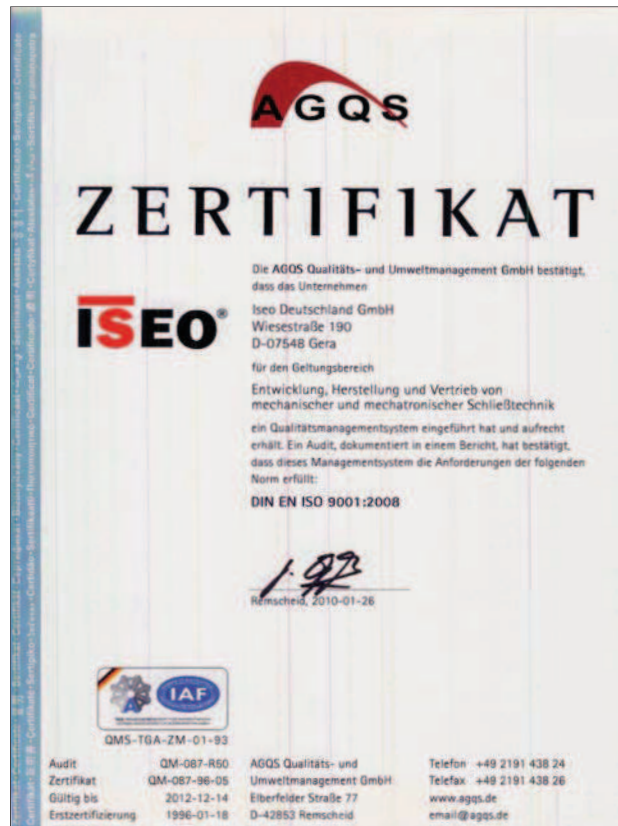 AGQS
ZERTIFIKAT
Die AGQS Qualitäts- und Umweltmanagement GmbH bestätigt,
dass das Unternehmen
ISEO®
Iseo Deutschland GmbH
Wiesestraße 190
D-07548 Gera
für den Geltungsbereich
Entwicklung, Herstellung und Vertrieb von
mechanischer und mechatronischer Schließtechnik
ein Qualitätsmanagementsystem eingeführt hat und aufrecht
erhält. Ein Audit, dokumentiert in einem Bericht, hat bestätigt,
dass dieses Managementsystem die Anforderungen der folgenden
Norm erfüllt:
DIN EN ISO 9001:2008
Remscheid, 2010-01-26
IAF
QMS-TGA-ZM-01-93
Audit QM-087-R50
Zertifikat QM-087-96-05
Gültig bis 2012-12-14
Erstzertifizierung 1996-01-18
AGQS Qualitäts- und
Umweltmanagement GmbH
Elberfelder Straße 77
D-42853 Remscheid
Telefon +49 2191 438 24
Telefax +49 2191 438 26
www.agqs.de
email@agqs.de